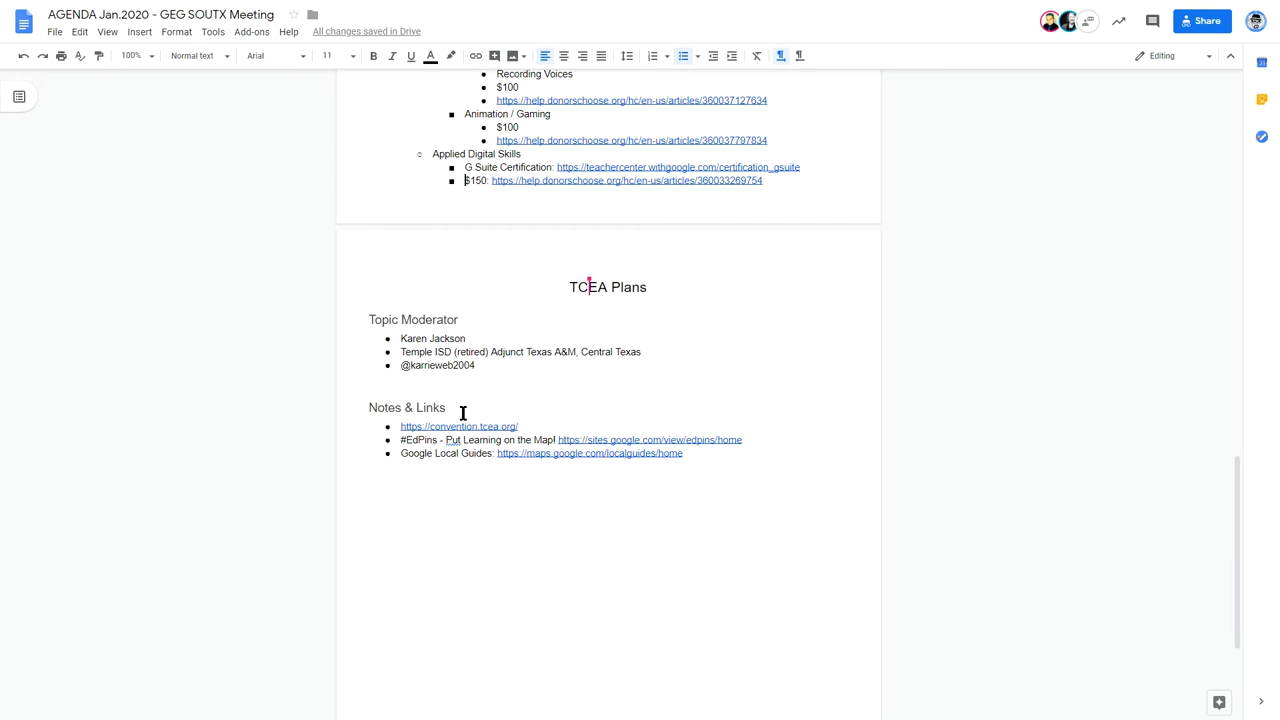 AGENDA Jan.2020 - GEG SOUTX Meeting
File Edit View Insert Format Tools Add-ons Help All changes saved in Drive
Share
100% Normal text Arial 11 B I U A Editing
Recording Voices
$100
https://help.donorschoose.org/hc/en-us/articles/360037127634
Animation / Gaming
$100
https://help.donorschoose.org/hc/en-us/articles/360037797834
Applied Digital Skills
G Suite Certification: https://teachercenter.withgoogle.com/certification_gsuite
$150: https://help.donorschoose.org/hc/en-us/articles/360033269754
TCEA Plans
Topic Moderator
Karen Jackson
Temple ISD (retired) Adjunct Texas A&M, Central Texas
@karrieweb2004
Notes & Links
https://convention.tcea.org/
#EdPins - Put Learning on the Map! https://sites.google.com/view/edpins/home
Google Local Guides: https://maps.google.com/localguides/home